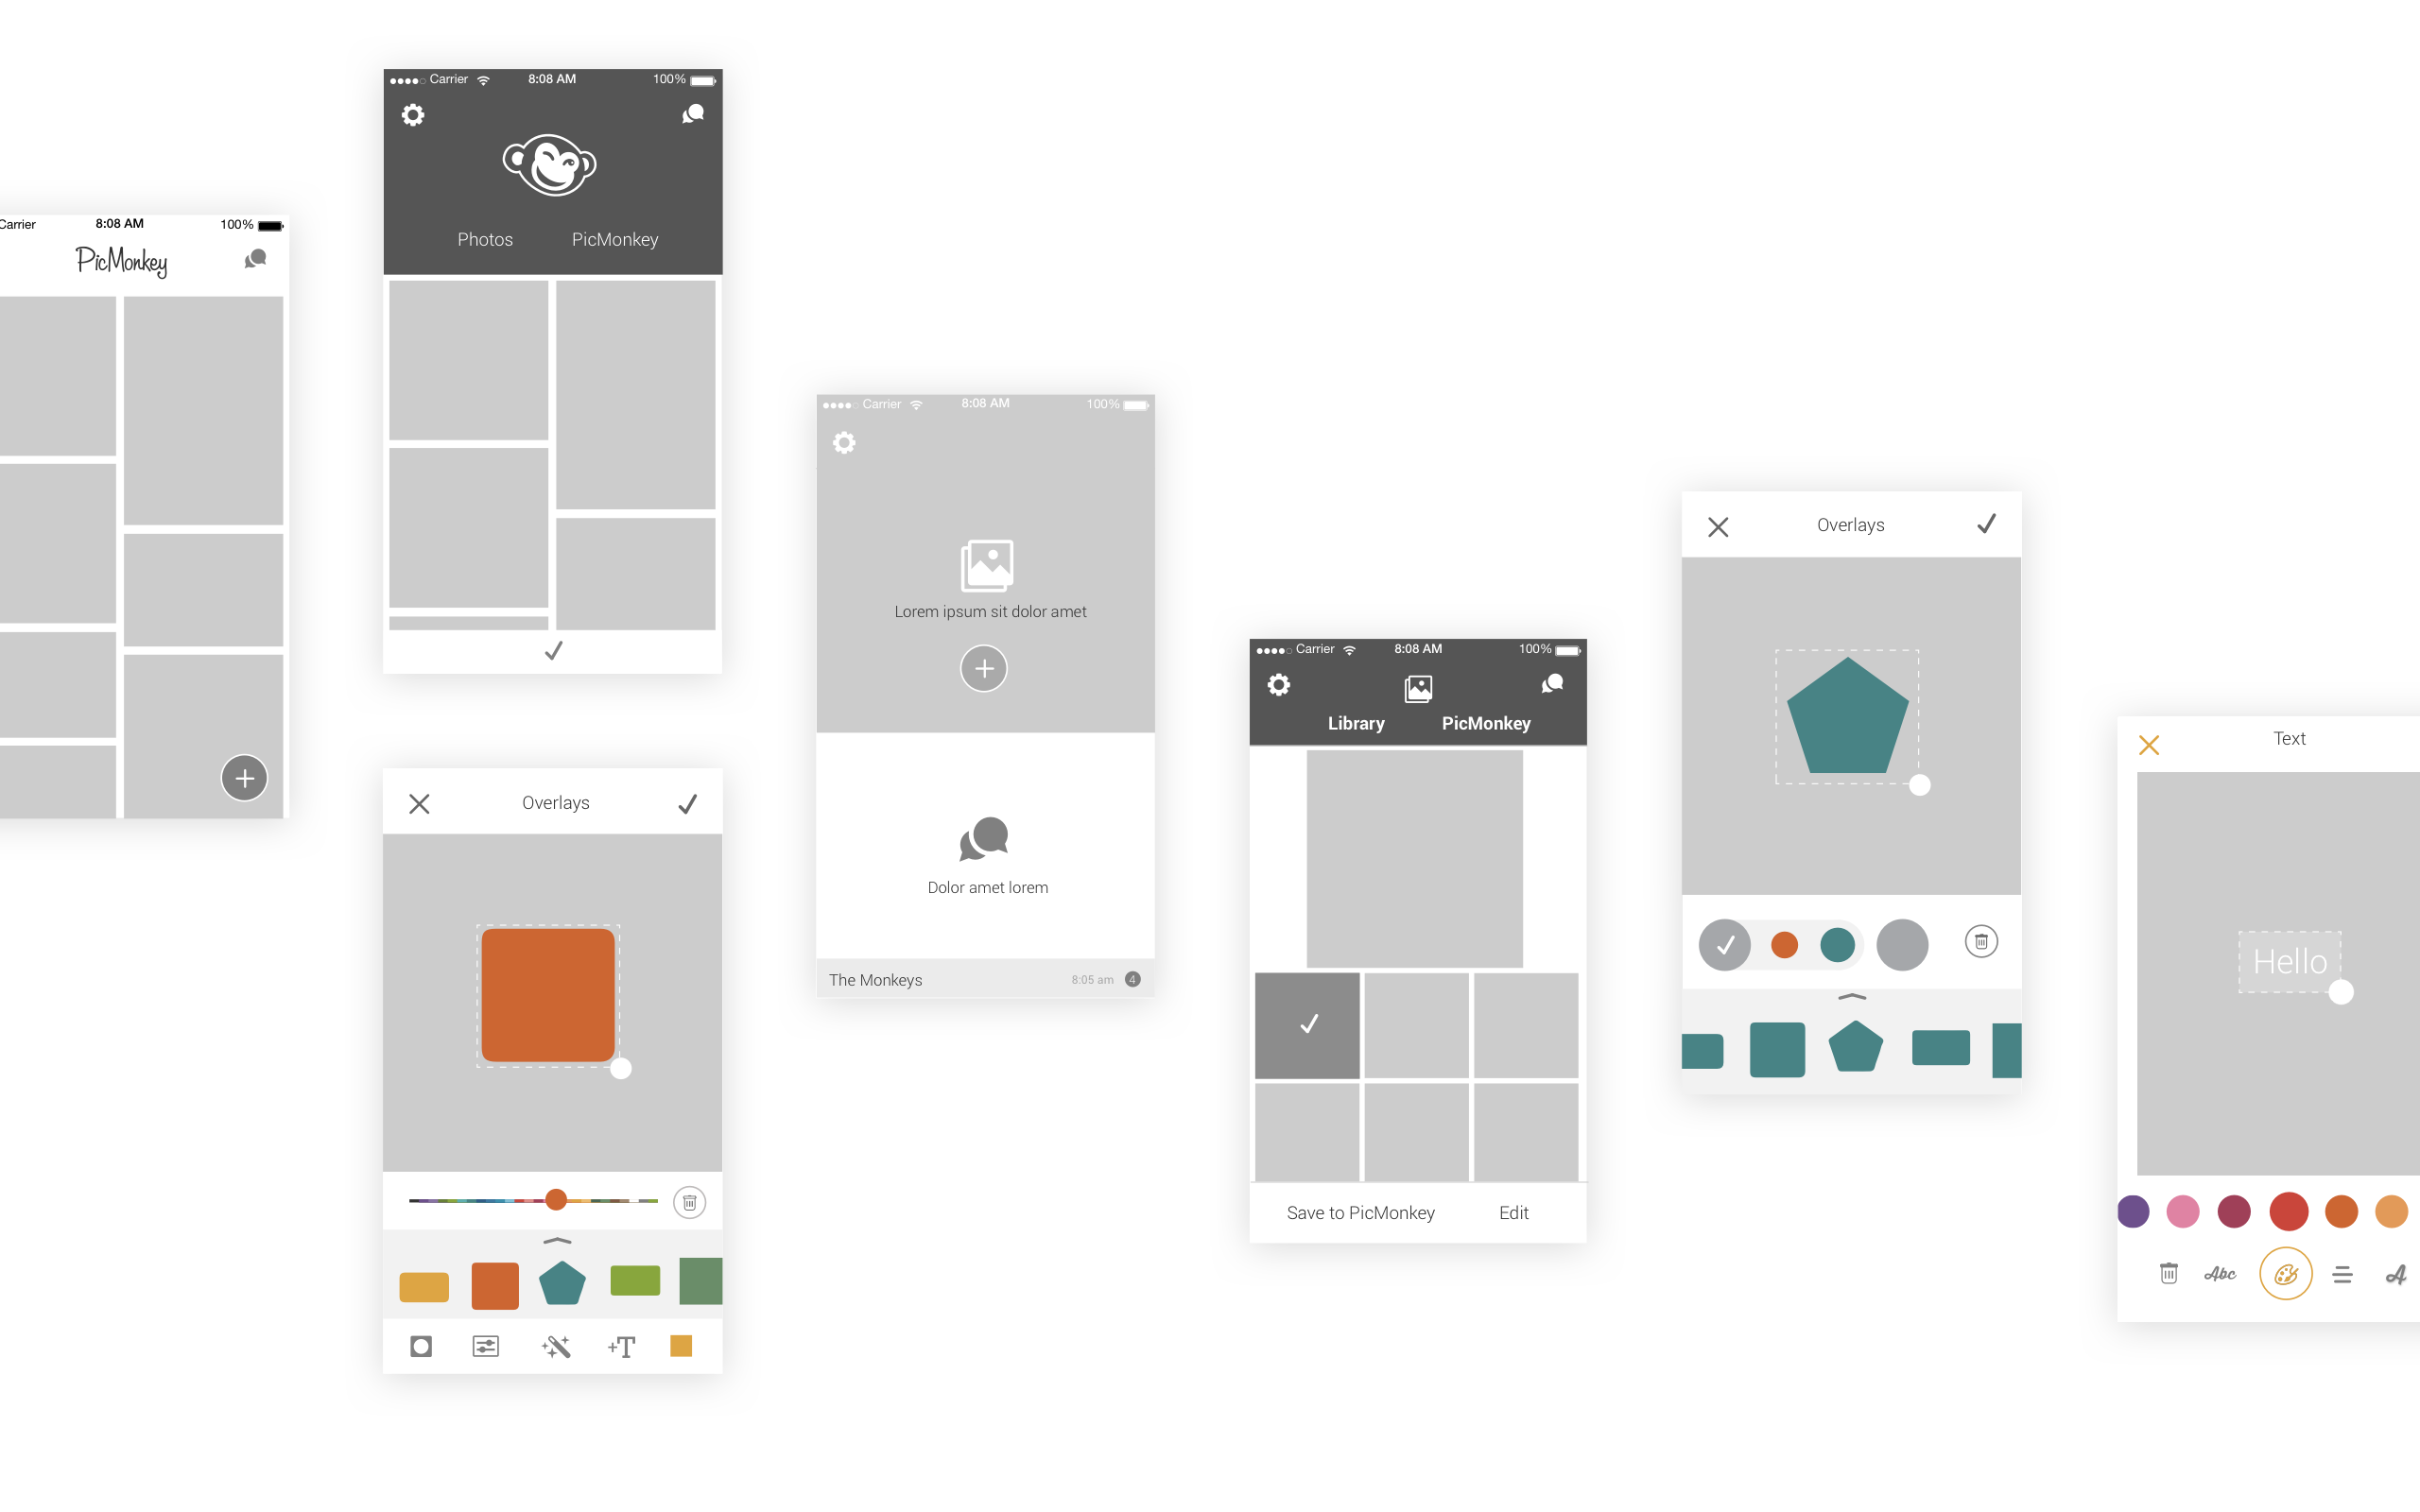 Carrier 8:08 AM 100%
PicMonkey
Carrier 8:08 AM 100%
Photos PicMonkey
Overlays
+T
Carrier 8:08 AM 100%
Lorem ipsum sit dolor amet
Dolor amet lorem
The Monkeys 8:05 am 4
Carrier 8:08 AM 100%
Library PicMonkey
Save to PicMonkey Edit
Overlays
Text
Hello
Abc A